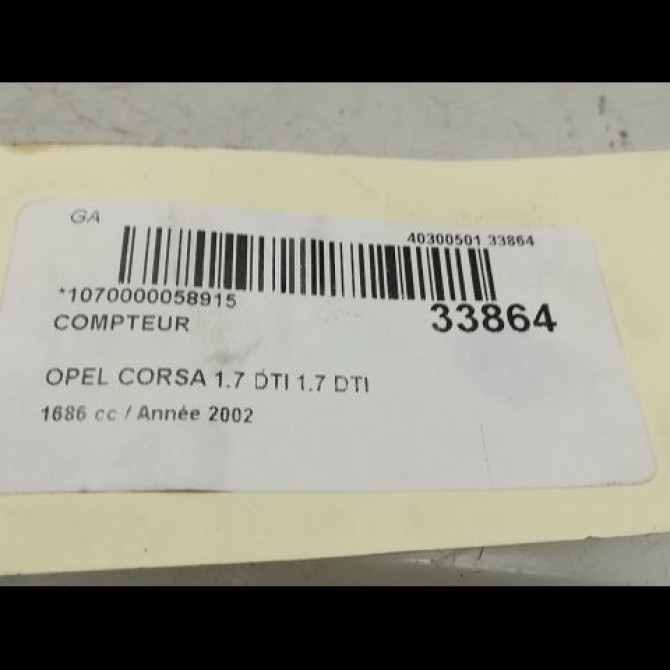 GA
40300501 33864
*1070000058915
COMPTEUR
33864
OPEL CORSA 1.7 DTI 1.7 DTI
1686 cc / Année 2002